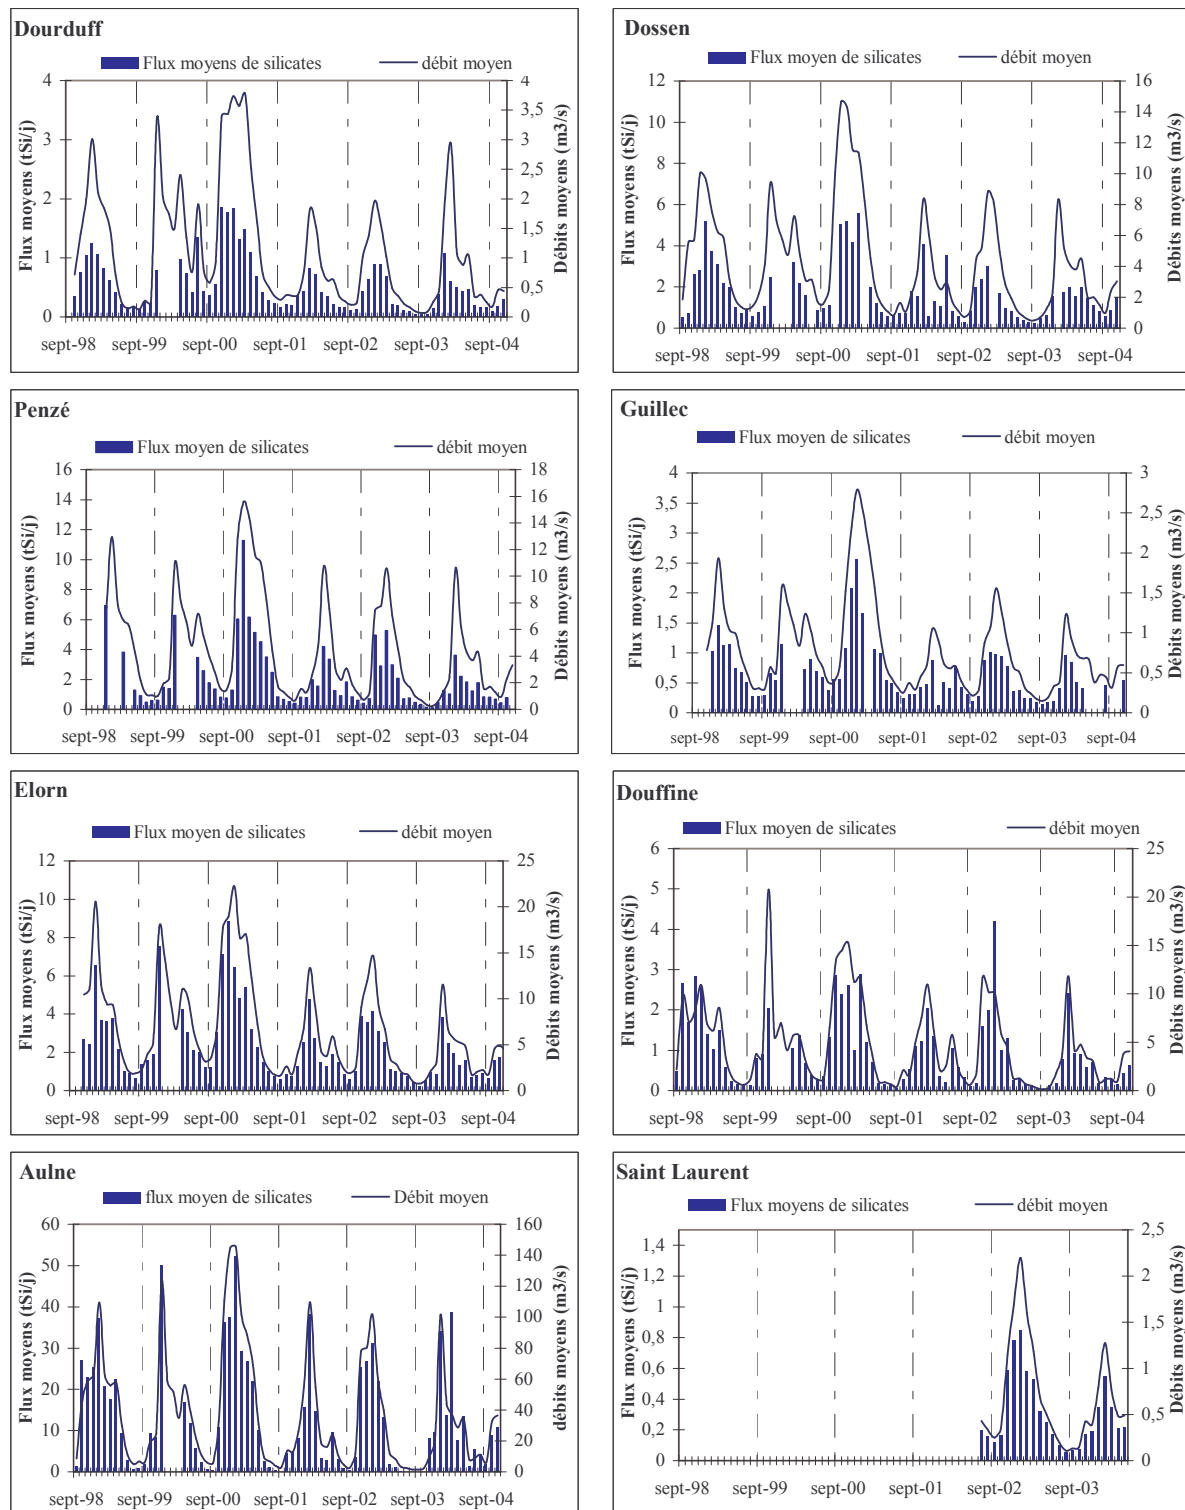 Dourduff
Flux moyens de silicates
débit moyen
Flux moyens (tSi/j)
4
3
2
1
0
4
3,5
3
2,5
2
1,5
1
0,5
0
Débits moyens (m3/s)
sept-98 sept-99 sept-00 sept-01 sept-02 sept-03 sept-04
Dossen
Flux moyen de silicates
débit moyen
Flux moyens (tSi/j)
12
10
8
6
4
2
0
16
14
12
10
8
6
4
2
0
Débits moyens (m3/s)
sept-98 sept-99 sept-00 sept-01 sept-02 sept-03 sept-04
Penzé
Flux moyen de silicates
débit moyen
Flux moyens (tSi/j)
16
14
12
10
8
6
4
2
0
18
16
14
12
10
8
6
4
2
0
Débits moyens (m3/s)
sept-98 sept-99 sept-00 sept-01 sept-02 sept-03 sept-04
Guillec
Flux moyen de silicates
débit moyen
Flux moyens (tSi/j)
4
3,5
3
2,5
2
1,5
1
0,5
0
3
2,5
2
1,5
1
0,5
0
Débits moyens (m3/s)
sept-98 sept-99 sept-00 sept-01 sept-02 sept-03 sept-04
Elorn
Flux moyen de silicates
débit moyen
Flux moyens (tSi/j)
12
10
8
6
4
2
0
25
20
15
10
5
0
Débits moyens (m3/s)
sept-98 sept-99 sept-00 sept-01 sept-02 sept-03 sept-04
Douffine
Flux moyen de silicates
débit moyen
Flux moyens (tSi/j)
6
5
4
3
2
1
0
25
20
15
10
5
0
Débits moyens (m3/s)
sept-98 sept-99 sept-00 sept-01 sept-02 sept-03 sept-04
Aulne
flux moyen de silicates
Débit moyen
Flux moyens (tSi/j)
60
50
40
30
20
10
0
160
140
120
100
80
60
40
20
0
débits moyens (m3/s)
sept-98 sept-99 sept-00 sept-01 sept-02 sept-03 sept-04
Saint Laurent
Flux moyens de silicates
débit moyen
Flux moyens (tSi/j)
1,4
1,2
1
0,8
0,6
0,4
0,2
0
2,5
2
1,5
1
0,5
0
Débits moyens (m3/s)
sept-98 sept-99 sept-00 sept-01 sept-02 sept-03